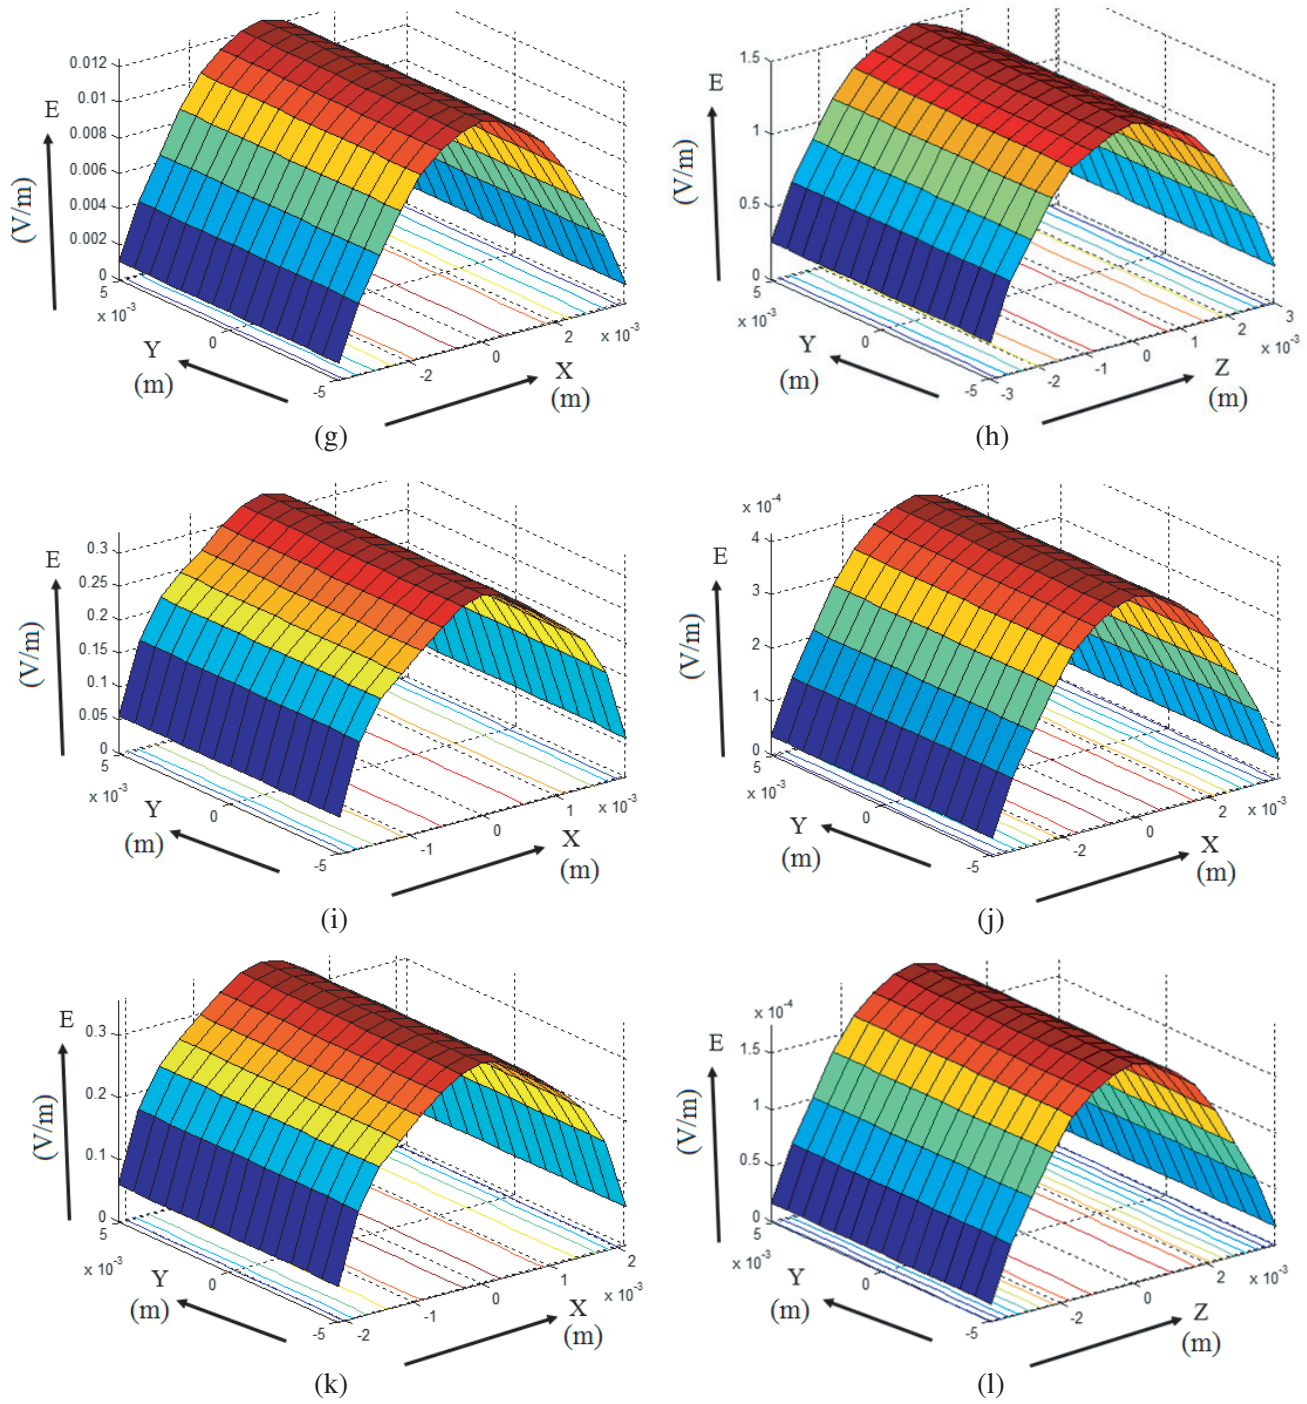 0.012
0.01
0.008
0.006
0.004
0.002
0
E
(V/m)
5
x 10⁻³
0
-5
Y
(m)
-2
0
2
X
(m)
(g)
1.5
1
0.5
0
E
(V/m)
5
x 10⁻³
0
-5
Y
(m)
-3
-2
-1
0
1
2
3
x 10⁻³
Z
(m)
(h)
0.3
0.25
0.2
0.15
0.1
0.05
0
E
(V/m)
5
x 10⁻³
0
-5
Y
(m)
-1
0
1
x 10⁻³
X
(m)
(i)
x 10⁻⁴
4
3
2
1
0
E
(V/m)
5
x 10⁻³
0
-5
Y
(m)
-2
0
2
x 10⁻³
X
(m)
(j)
0.3
0.2
0.1
0
E
(V/m)
5
x 10⁻³
0
-5
Y
(m)
-2
-1
0
1
2
x 10⁻³
X
(m)
(k)
x 10⁻⁴
1.5
1
0.5
0
E
(V/m)
5
x 10⁻³
0
-5
Y
(m)
-2
0
2
x 10⁻³
Z
(m)
(l)